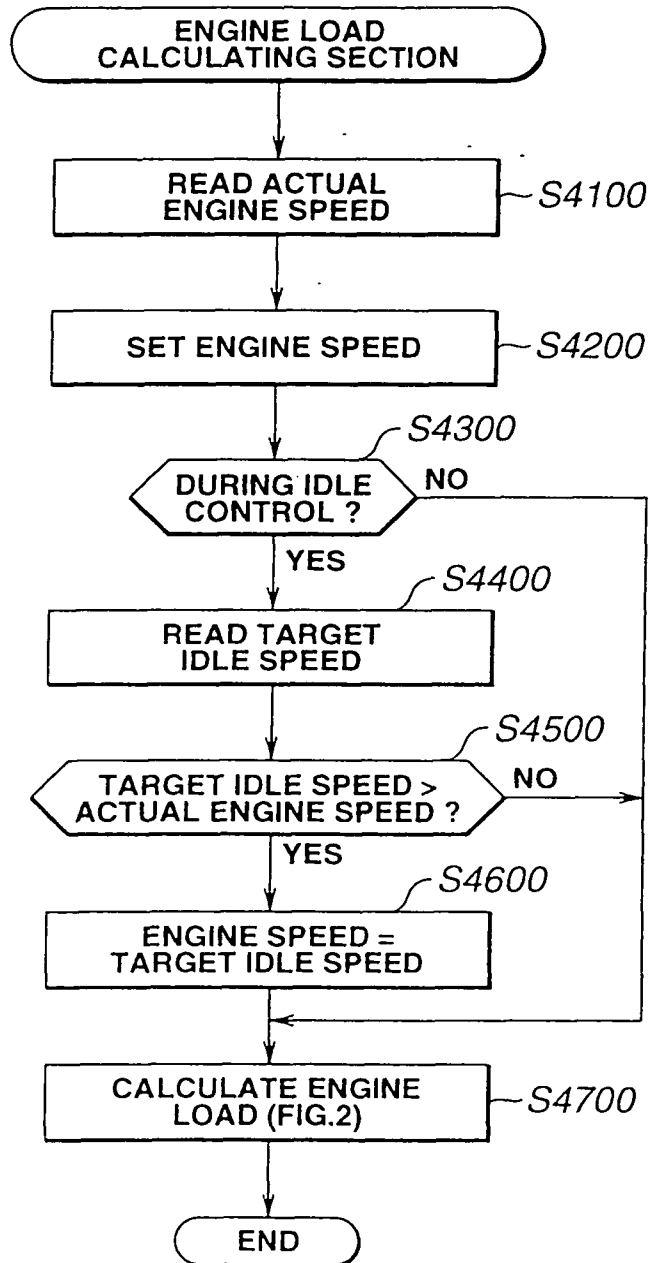 ENGINE LOAD
CALCULATING SECTION
READ ACTUAL
ENGINE SPEED
S4100
SET ENGINE SPEED
S4200
S4300
DURING IDLE
CONTROL ?
NO
YES
S4400
READ TARGET
IDLE SPEED
S4500
TARGET IDLE SPEED >
ACTUAL ENGINE SPEED ?
NO
YES
S4600
ENGINE SPEED =
TARGET IDLE SPEED
CALCULATE ENGINE
LOAD (FIG.2)
S4700
END